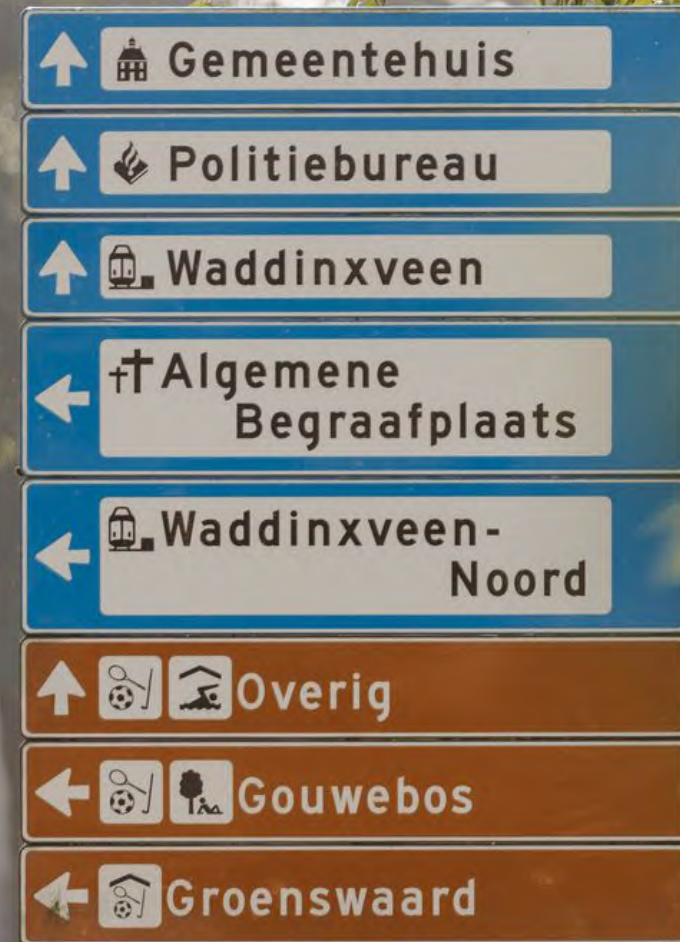 Gemeentehuis
Politiebureau
Waddinxveen
Algemene
Begraafplaats
Waddinxveen-
Noord
Overig
Gouwebos
Groenswaard